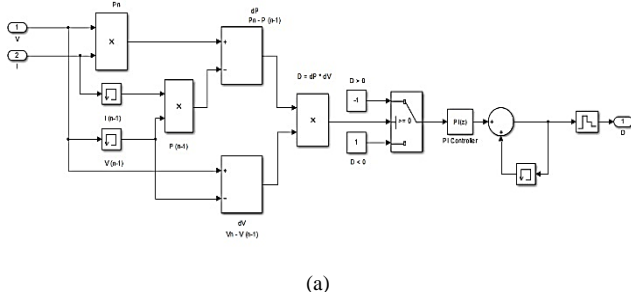 Pn
dP
Pn - P (n-1)
1
V
2
I
X
+
−
X
I (n-1)
P (n-1)
V (n-1)
D = dP * dV
X
+
−
dV
Vn - V (n-1)
D > 0
-1
>= 0
1
D < 0
PI(z)
PI Controller
+
+
1
D
(a)